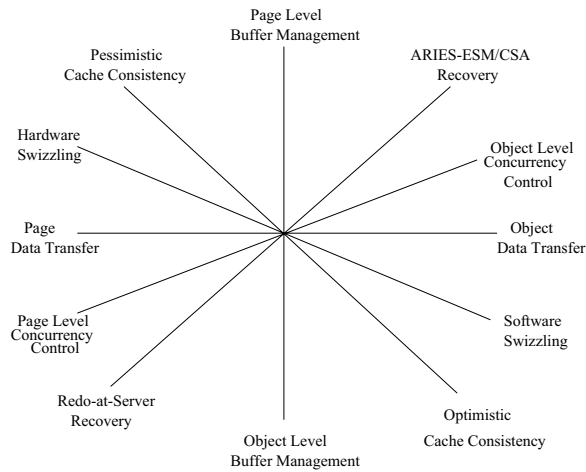 Page Level
Buffer Management
Pessimistic
Cache Consistency
ARIES-ESM/CSA
Recovery
Hardware
Swizzling
Object Level
Concurrency
Control
Page
Data Transfer
Object
Data Transfer
Page Level
Concurrency
Control
Software
Swizzling
Redo-at-Server
Recovery
Optimistic
Cache Consistency
Object Level
Buffer Management